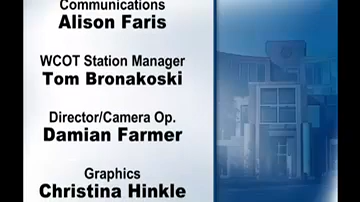 Communications
Alison Faris
WCOT Station Manager
Tom Bronakoski
Director/Camera Op.
Damian Farmer
Graphics
Christina Hinkle